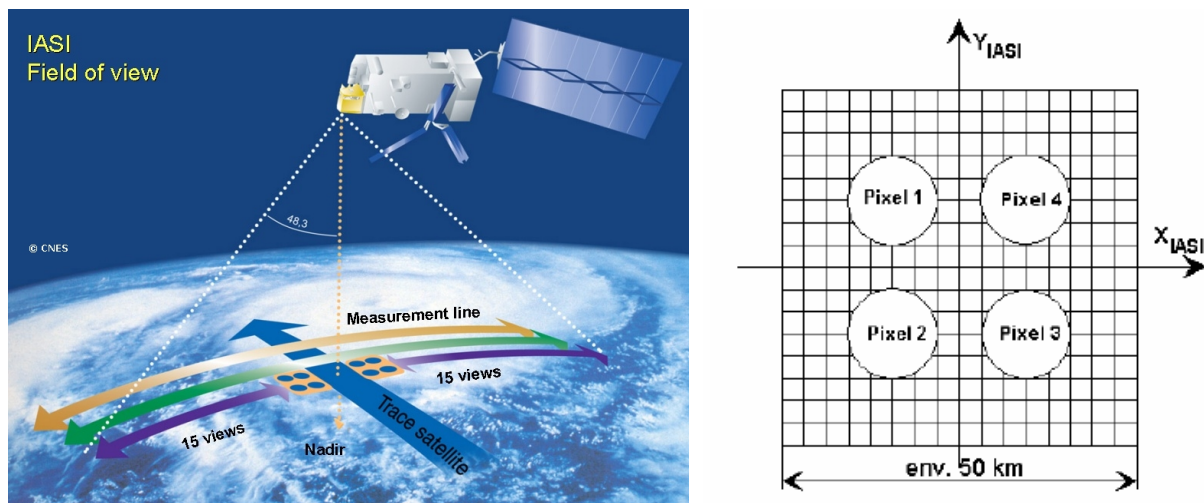 IASI
Field of view
48.3
© CNES
Measurement line
15 views
15 views
Trace satellite
Nadir
Y IASI
Pixel 1
Pixel 4
X IASI
Pixel 2
Pixel 3
env. 50 km